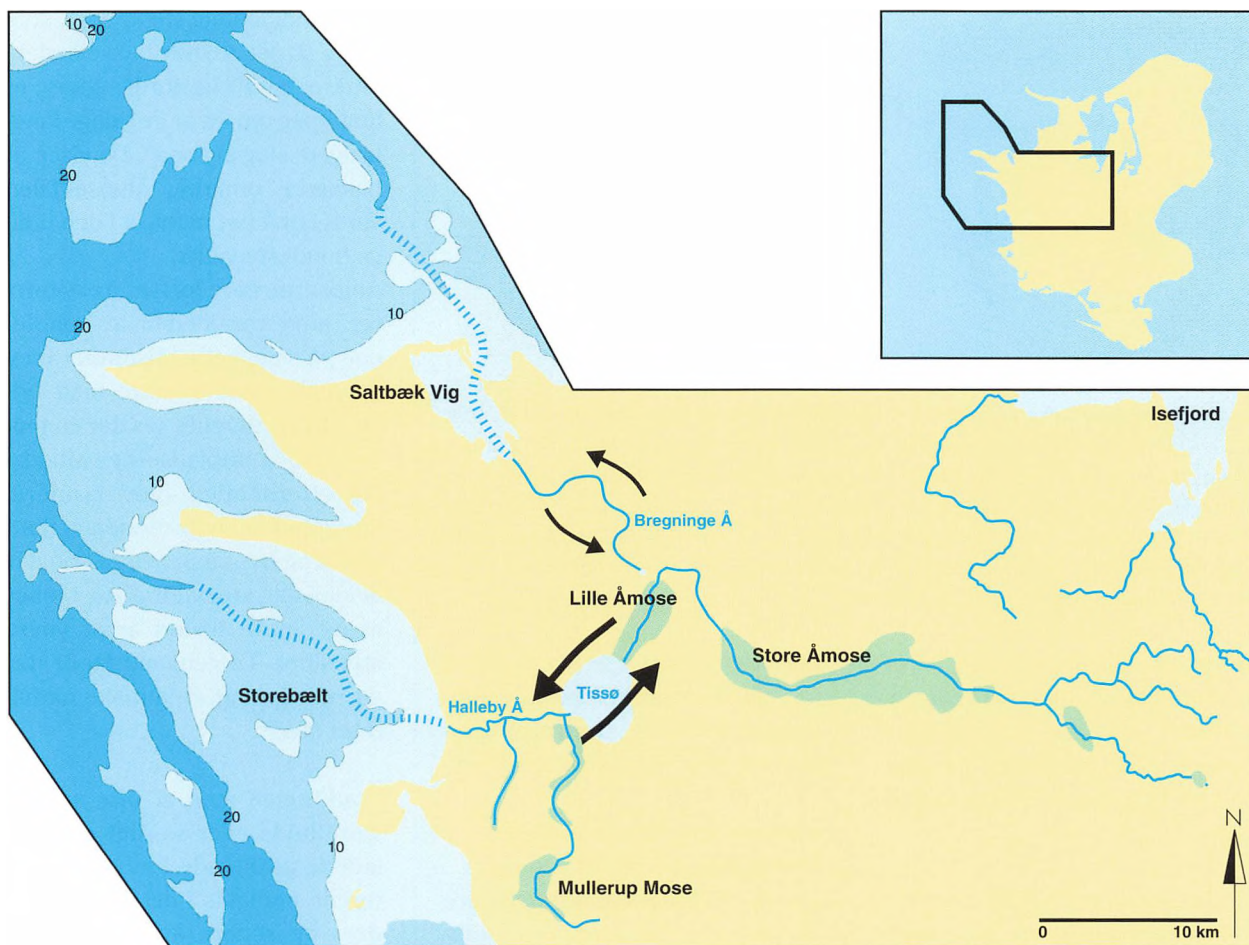 10
20
20
20
10
Saltbæk Vig
Isefjord
10
Bregninge Å
Lille Åmose
Store Åmose
Tissø
Storebælt
Halleby Å
N
20
10
20
Mullerup Mose
0 10 km